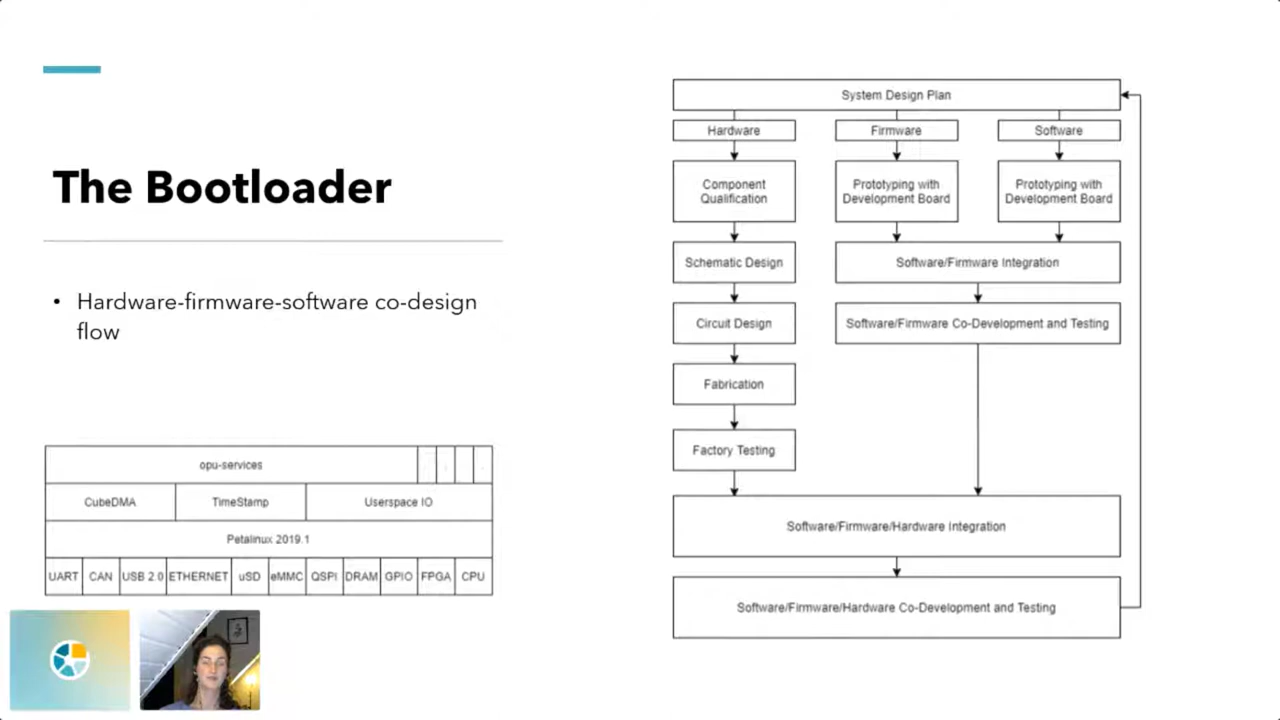 The Bootloader
• Hardware-firmware-software co-design
flow
opu-services
CubeDMA TimeStamp Userspace IO
Petalinux 2019.1
UART CAN USB 2.0 ETHERNET uSD eMMC QSPI DRAM GPIO FPGA CPU
System Design Plan
Hardware Firmware Software
Component
Qualification
Prototyping with
Development Board
Prototyping with
Development Board
Schematic Design
Software/Firmware Integration
Circuit Design
Software/Firmware Co-Development and Testing
Fabrication
Factory Testing
Software/Firmware/Hardware Integration
Software/Firmware/Hardware Co-Development and Testing